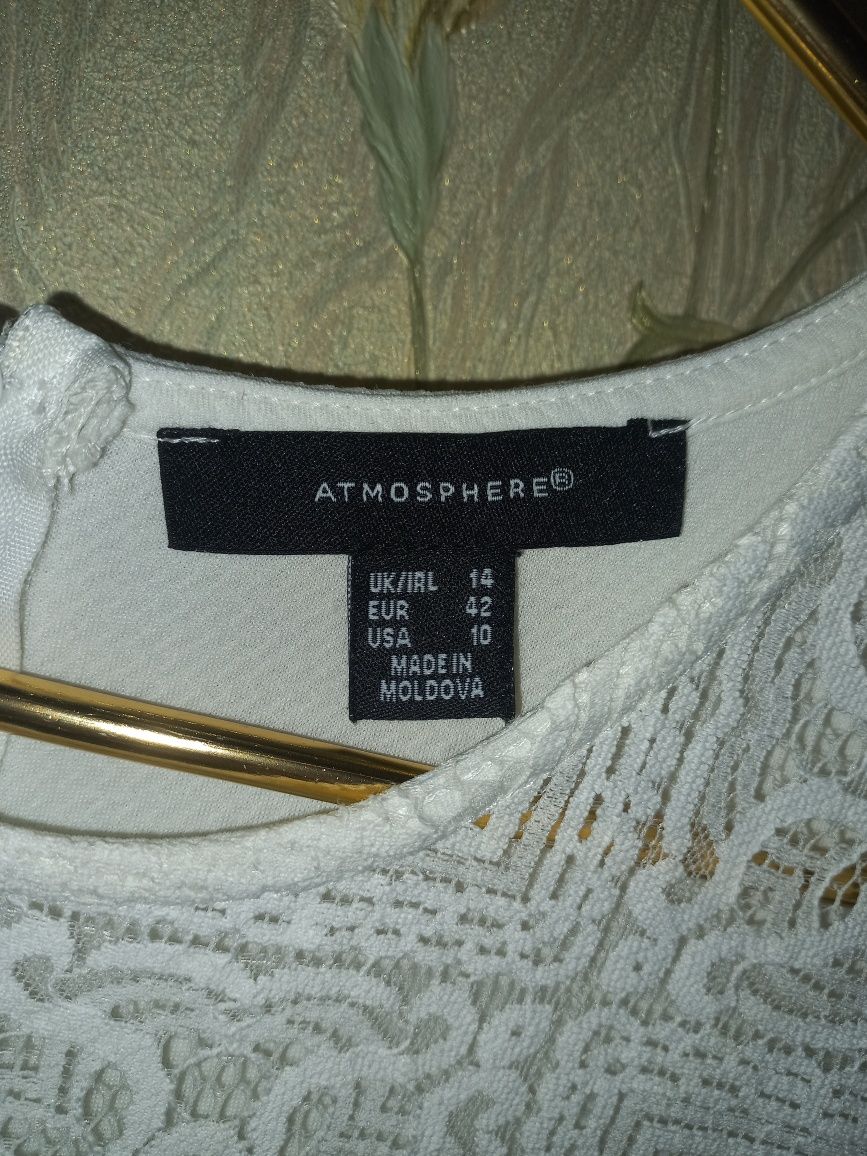 ATMOSPHERE®
UK/IRL 14
EUR 42
USA 10
MADE IN
MOLDOVA